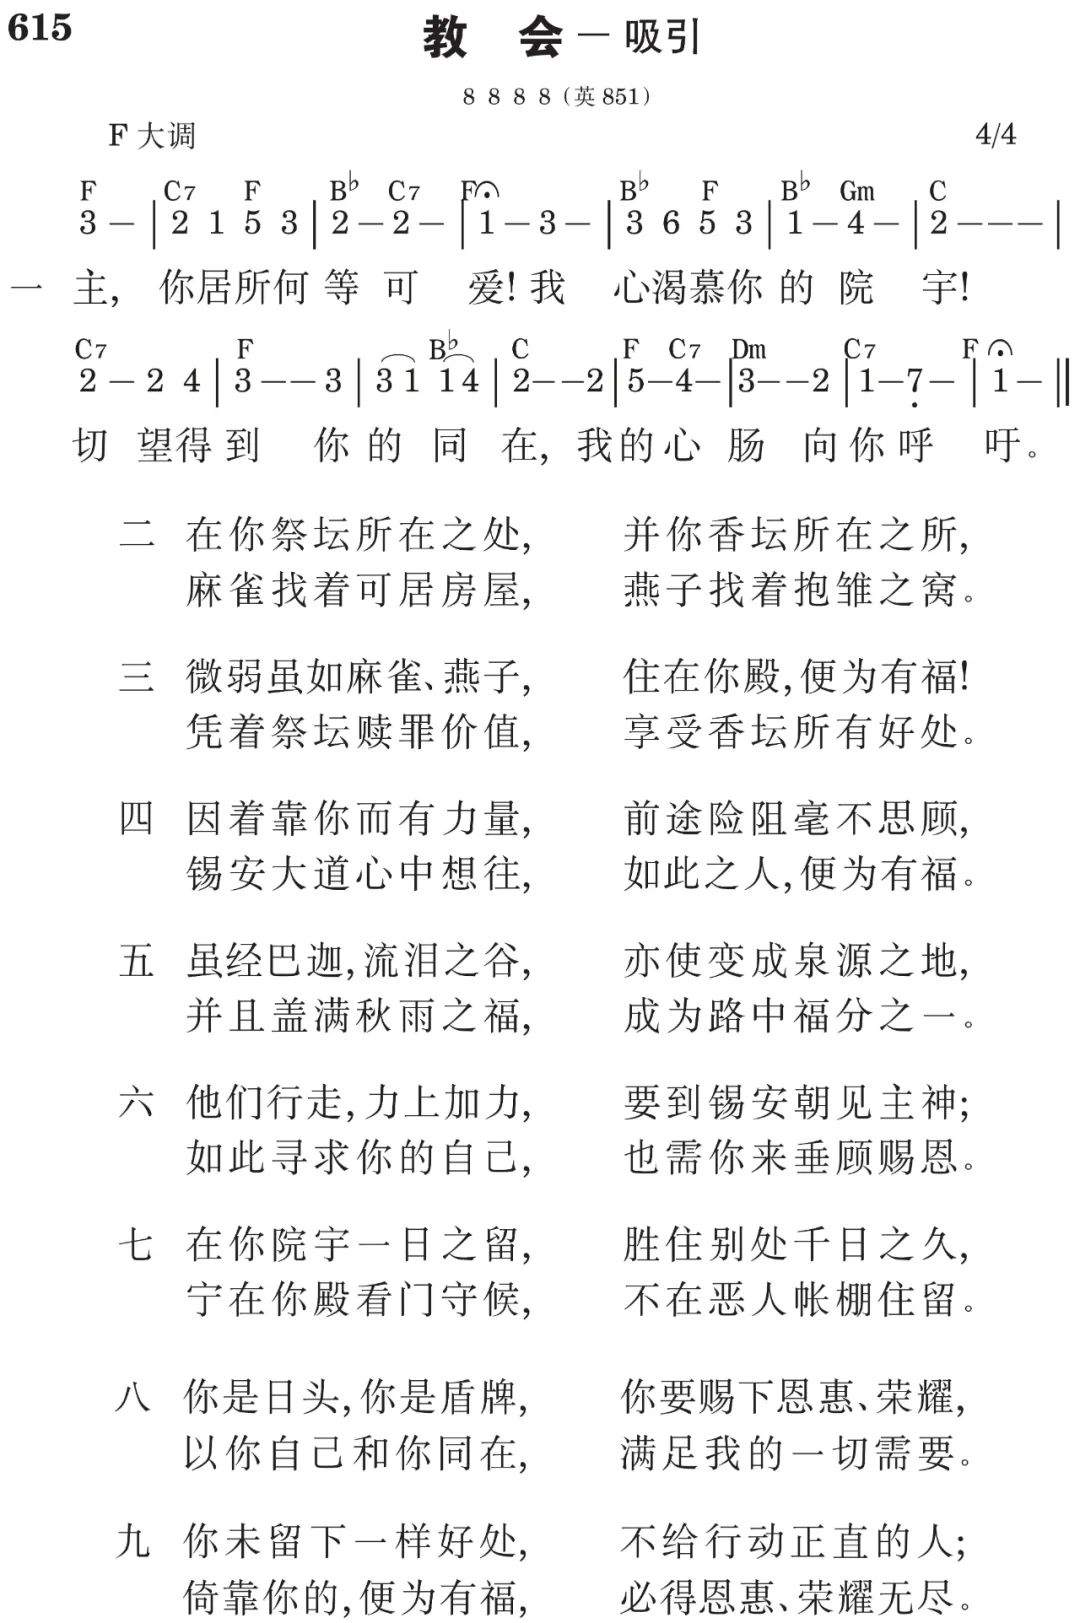 615
教 会 — 吸引
8 8 8 8 (英 851)
F 大调 4/4
F C7 F B♭ C7 F B♭ F B♭ Gm C
3 – | 2 1 5 3 | 2 – 2 – | 1 – 3 – | 3 6 5 3 | 1 – 4 – | 2 – – – |
一 主, 你居所何等可爱! 我心渴慕你的院宇!
C7 F B♭ C F C7 Dm C7 F
2 – 2 4 | 3 – – 3 | 3 1 1 4 | 2 – – 2 | 5 – 4 – | 3 – – 2 | 1 – 7̣ – | 1 – ‖
切望得到你的同在, 我的心肠向你呼吁。
二 在你祭坛所在之处, 并你香坛所在之所,
麻雀找着可居房屋, 燕子找着抱雏之窝。
三 微弱虽如麻雀、燕子, 住在你殿, 便为有福!
凭着祭坛赎罪价值, 享受香坛所有好处。
四 因着靠你而有力量, 前途险阻毫不思顾,
锡安大道心中想往, 如此之人, 便为有福。
五 虽经巴迦, 流泪之谷, 亦使变成泉源之地,
并且盖满秋雨之福, 成为路中福分之一。
六 他们行走, 力上加力, 要到锡安朝见主神;
如此寻求你的自己, 也需你来垂顾赐恩。
七 在你院宇一日之留, 胜住别处千日之久,
宁在你殿看门守候, 不在恶人帐棚住留。
八 你是日头, 你是盾牌, 你要赐下恩惠、荣耀,
以你自己和你同在, 满足我的一切需要。
九 你未留下一样好处, 不给行动正直的人;
倚靠你的, 便为有福, 必得恩惠、荣耀无尽。